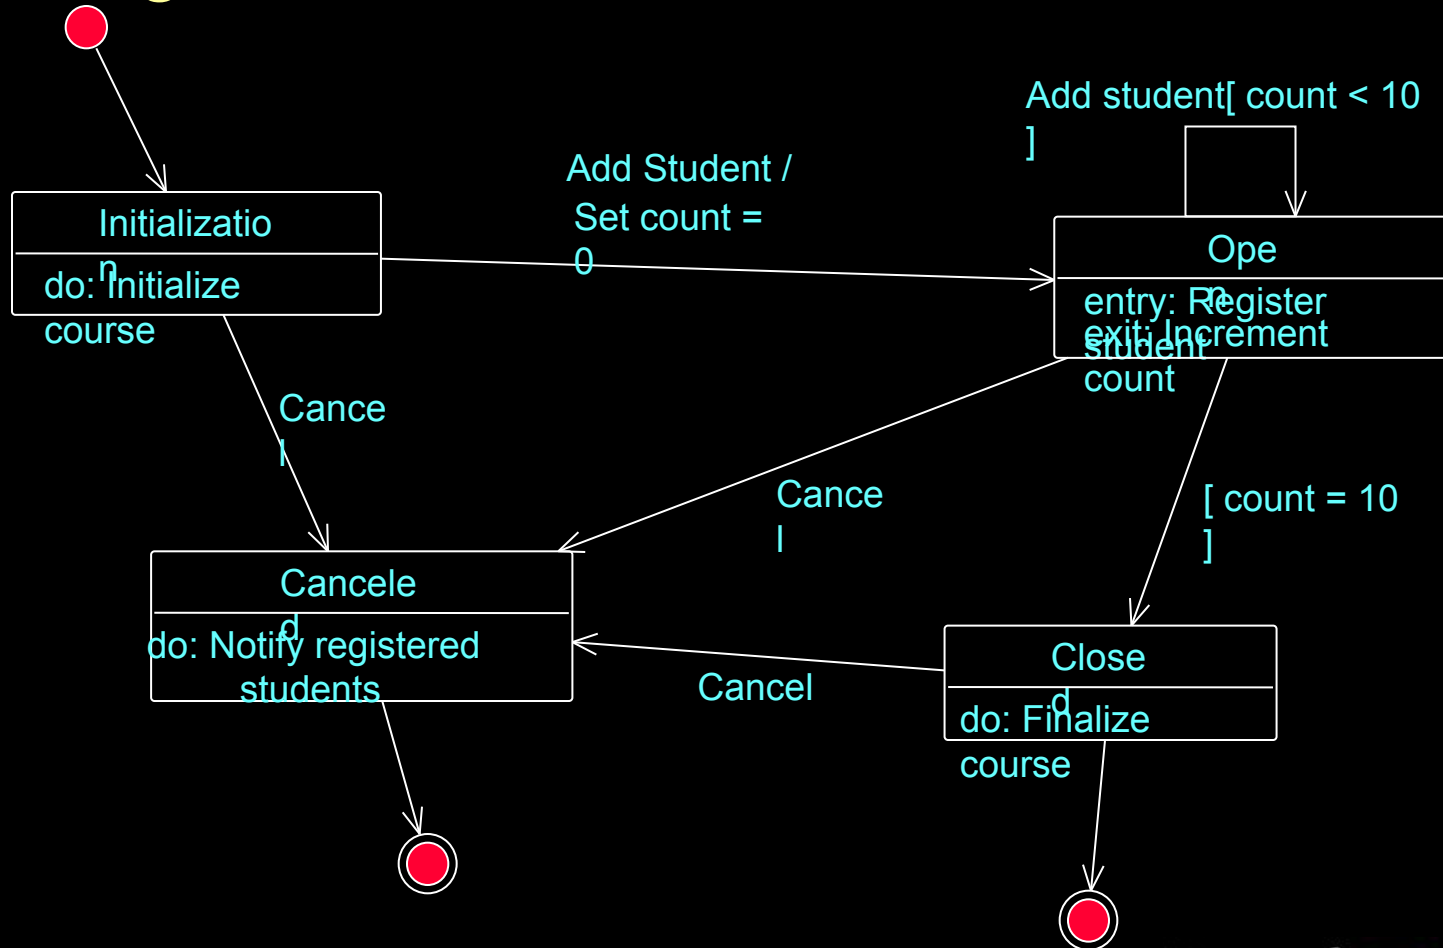 Add student[ count < 10
]
Add Student /
Set count =
0
Initializatio
n
do: Initialize
course
Ope
n
entry: Register
student
exit: Increment
count
Cance
l
Cance
l
[ count = 10
]
Cancele
d
do: Notify registered
students
Cancel
Close
d
do: Finalize
course